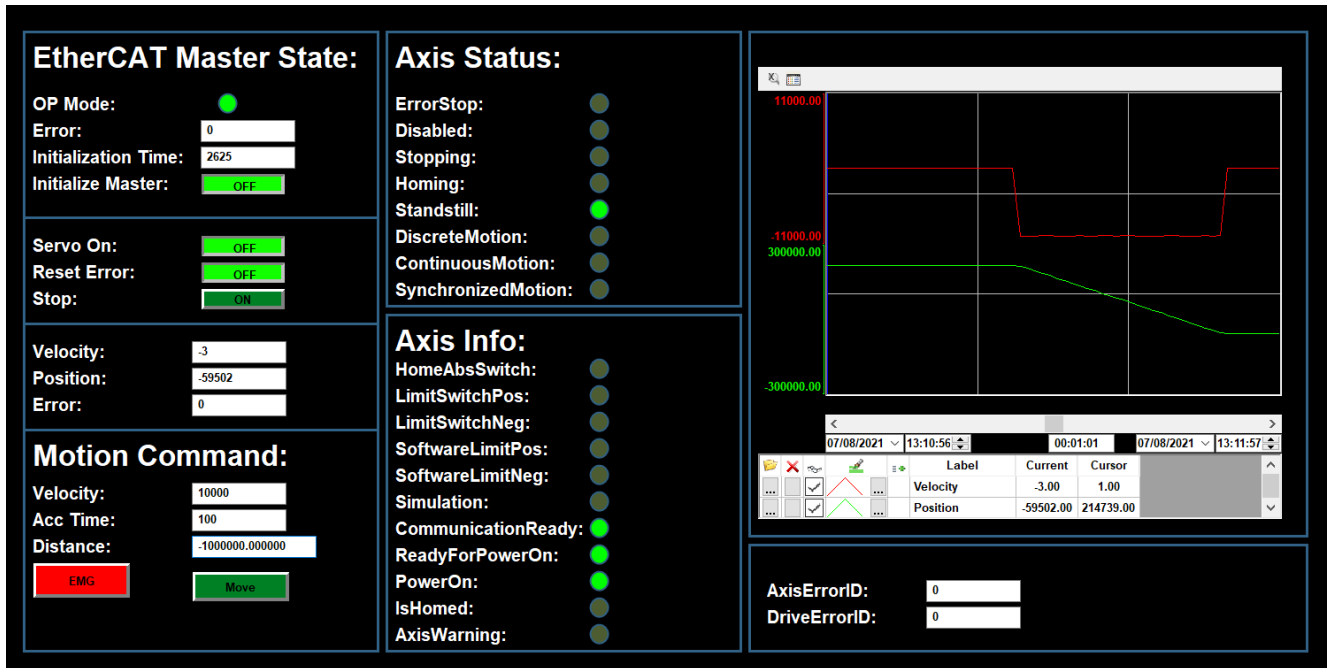 EtherCAT Master State:
OP Mode:
Error: 0
Initialization Time: 2625
Initialize Master: OFF
Servo On: OFF
Reset Error: OFF
Stop: ON
Velocity: -3
Position: -59502
Error: 0
Motion Command:
Velocity: 10000
Acc Time: 100
Distance: -1000000.000000
EMG Move
Axis Status:
ErrorStop:
Disabled:
Stopping:
Homing:
Standstill:
DiscreteMotion:
ContinuousMotion:
SynchronizedMotion:
Axis Info:
HomeAbsSwitch:
LimitSwitchPos:
LimitSwitchNeg:
SoftwareLimitPos:
SoftwareLimitNeg:
Simulation:
CommunicationReady:
ReadyForPowerOn:
PowerOn:
IsHomed:
AxisWarning:
11000.00
-11000.00
300000.00
-300000.00
07/08/2021 13:10:56 00:01:01 07/08/2021 13:11:57
Label Current Cursor
... ... Velocity -3.00 1.00
... ... Position -59502.00 214739.00
AxisErrorID: 0
DriveErrorID: 0